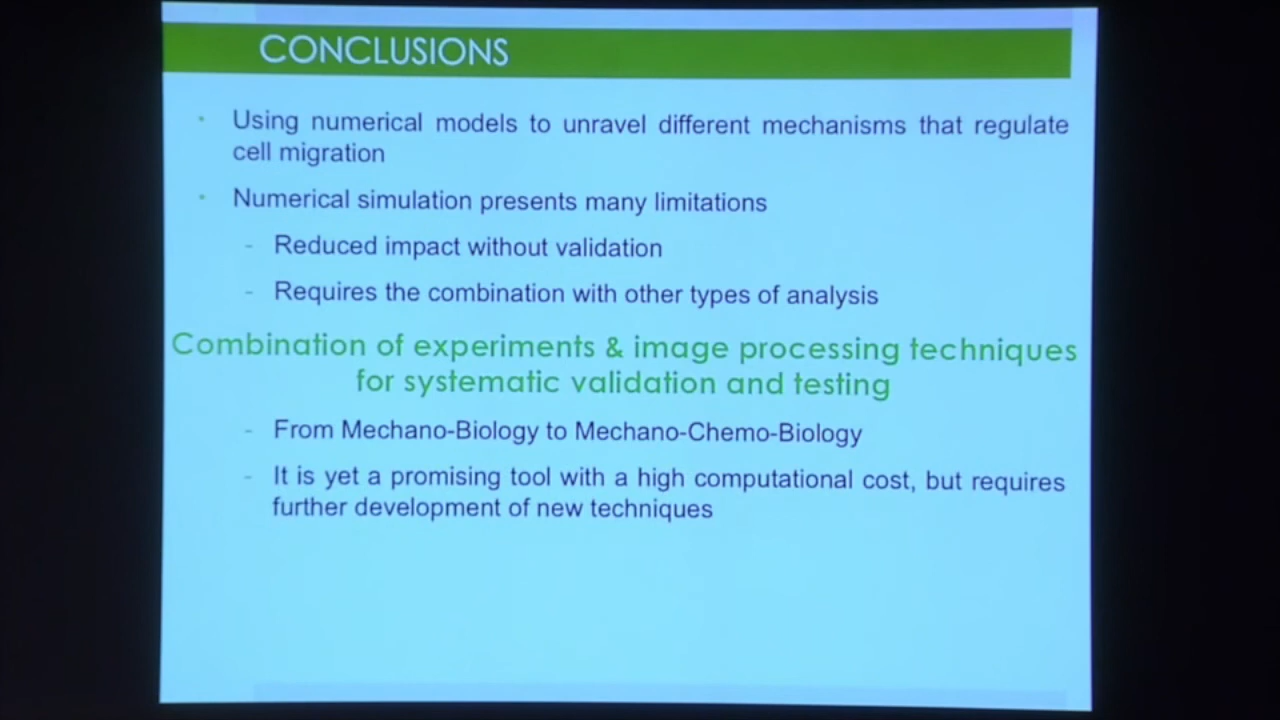 CONCLUSIONS
· Using numerical models to unravel different mechanisms that regulate
cell migration
· Numerical simulation presents many limitations
- Reduced impact without validation
- Requires the combination with other types of analysis
Combination of experiments & image processing techniques
for systematic validation and testing
- From Mechano-Biology to Mechano-Chemo-Biology
- It is yet a promising tool with a high computational cost, but requires
further development of new techniques